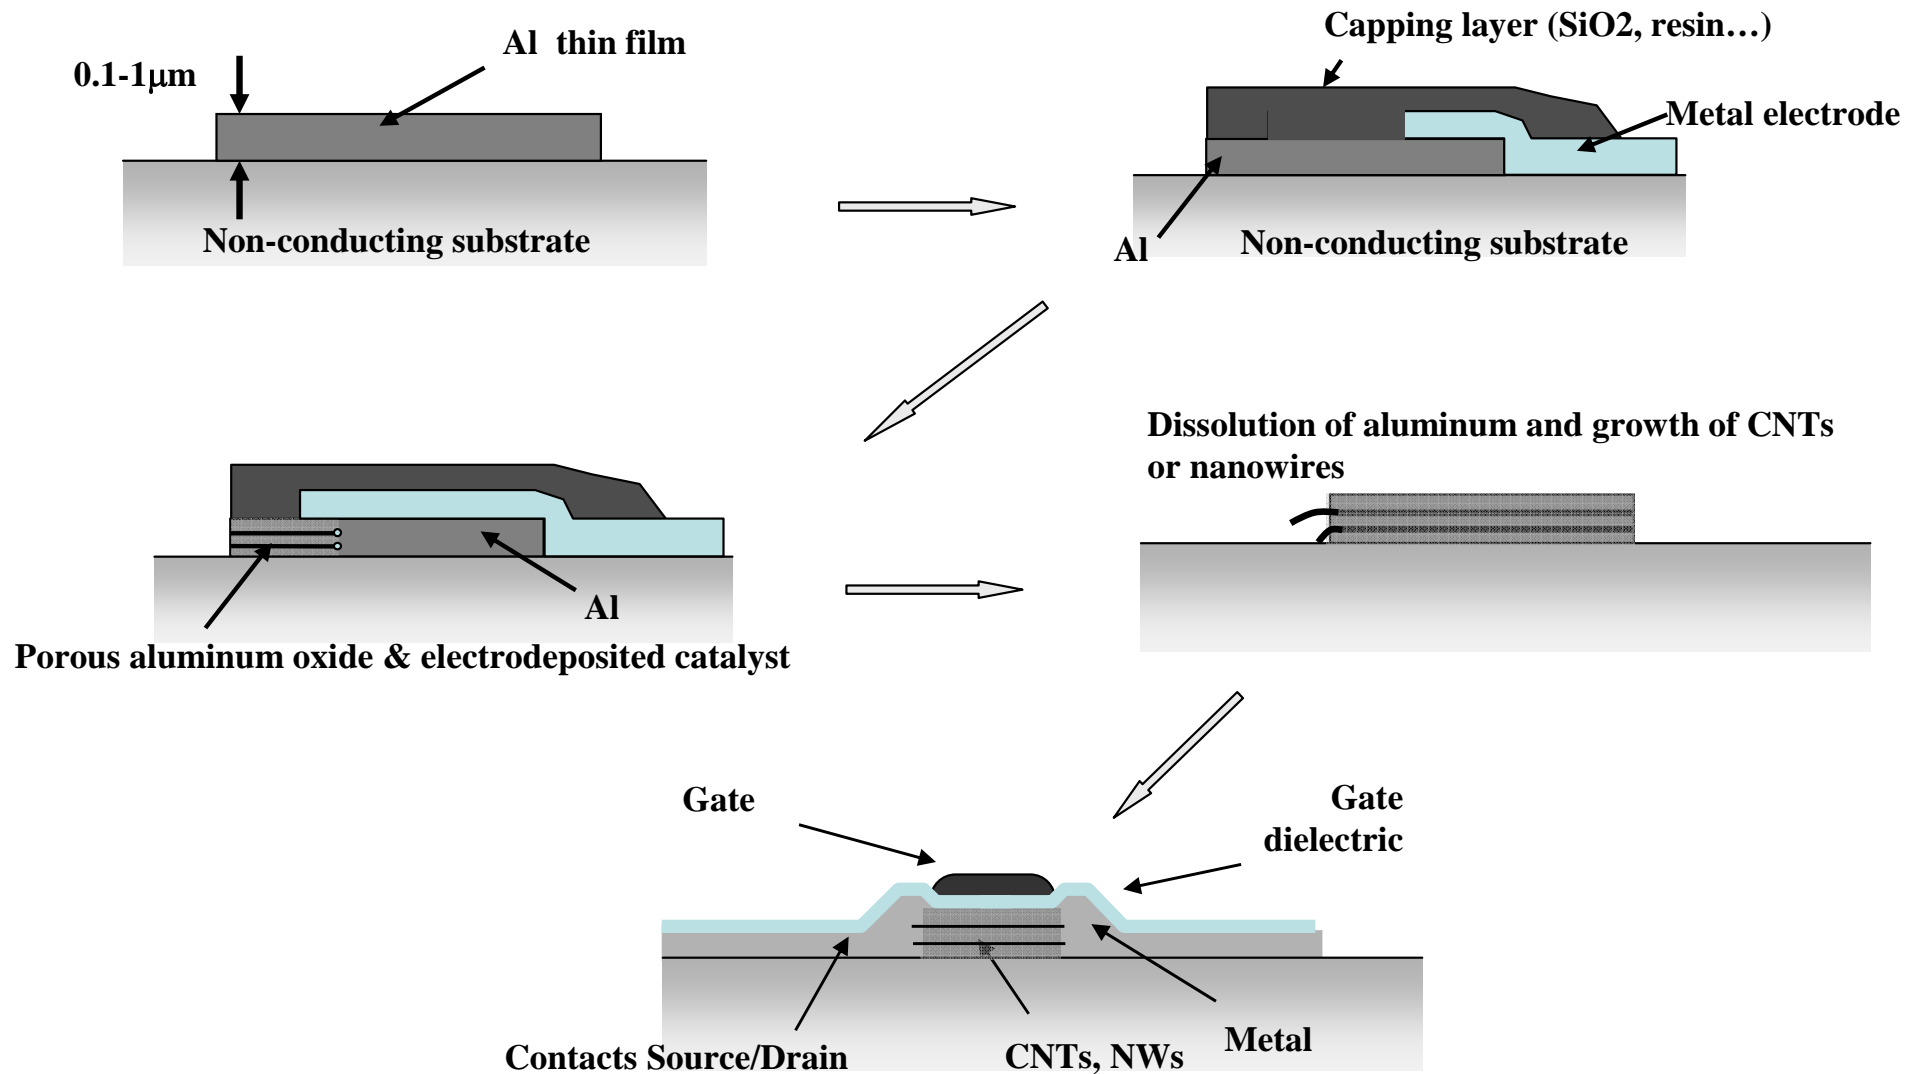 Al thin film
0.1-1μm
Non-conducting substrate
Capping layer (SiO2, resin…)
Metal electrode
Al
Non-conducting substrate
Al
Porous aluminum oxide & electrodeposited catalyst
Dissolution of aluminum and growth of CNTs
or nanowires
Gate
Gate
dielectric
Contacts Source/Drain
CNTs, NWs
Metal